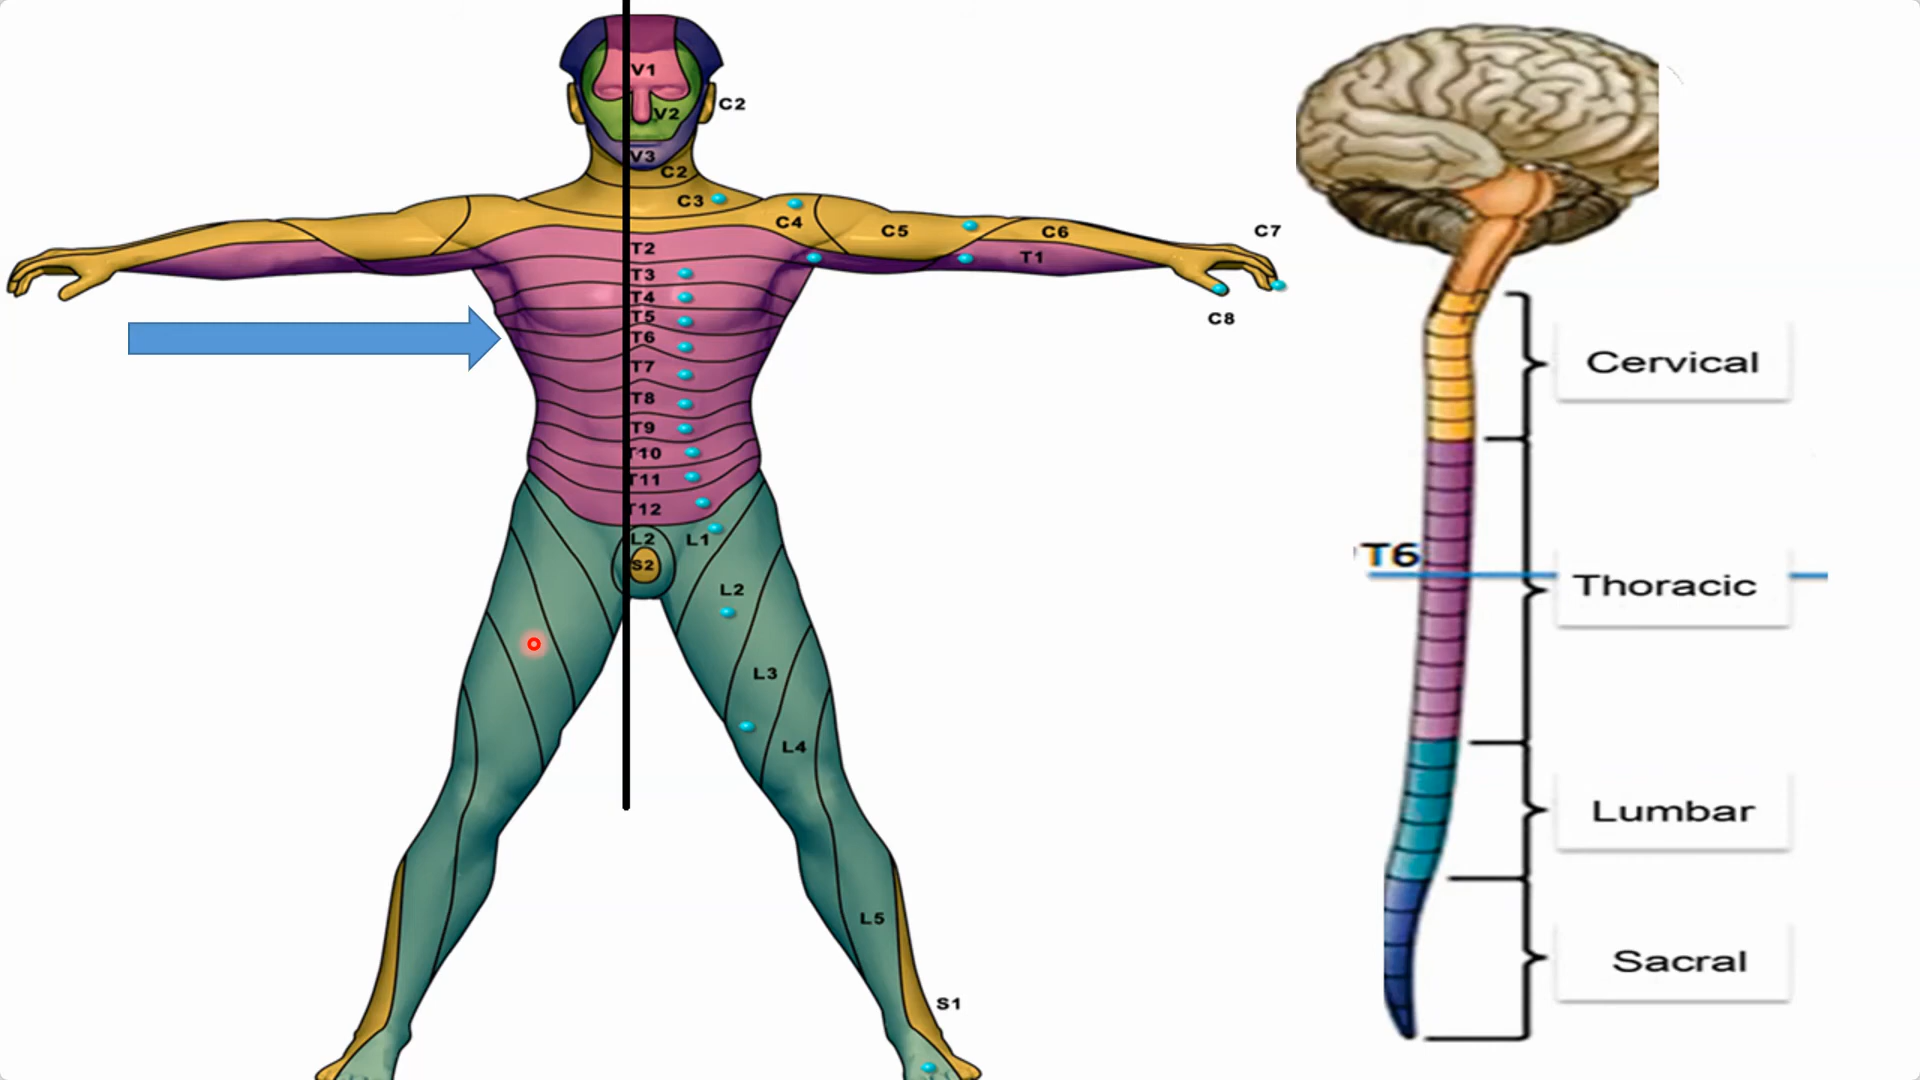 V1
C2
V2
V3
C2
C3
C4
C5
C6
C7
T1
C8
T2
T3
T4
T5
T6
T7
T8
T9
T10
T11
T12
L2
L1
S2
L2
L3
L4
L5
S1
Cervical
T6
Thoracic
Lumbar
Sacral